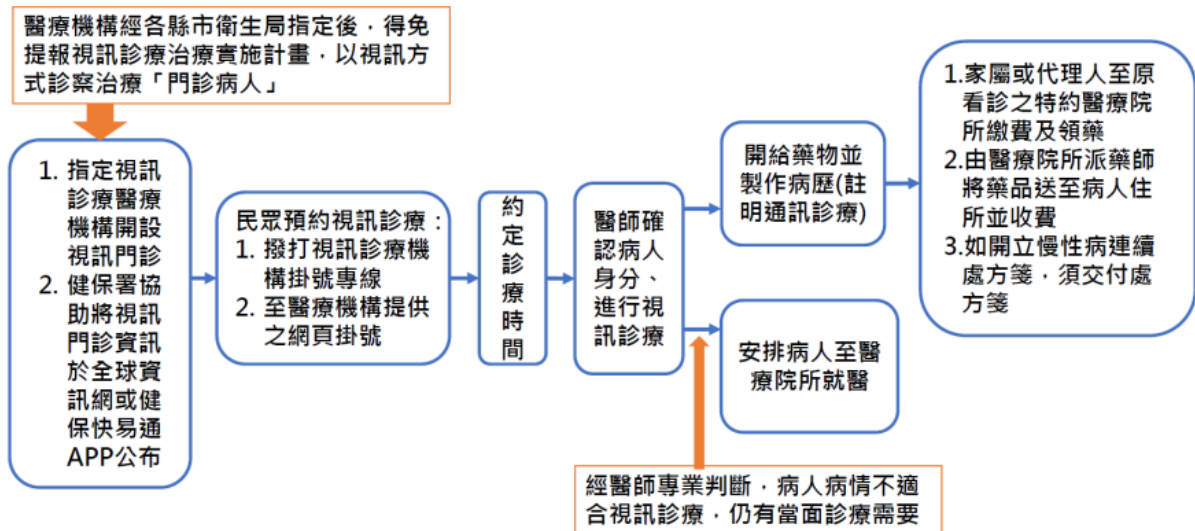 醫療機構經各縣市衛生局指定後，得免
提報視訊診療治療實施計畫，以視訊方
式診察治療「門診病人」
1. 指定視訊
診療醫療
機構開設
視訊門診
2. 健保署協
助將視訊
門診資訊
於全球資
訊網或健
保快易通
APP公布
民眾預約視訊診療：
1. 撥打視訊診療機
構掛號專線
2. 至醫療機構提供
之網頁掛號
約
定
診
療
時
間
醫師確
認病人
身分、
進行視
訊診療
開給藥物並
製作病歷(註
明通訊診療)
1.家屬或代理人至原
看診之特約醫療院
所繳費及領藥
2.由醫療院所派藥師
將藥品送至病人住
所並收費
3.如開立慢性病連續
處方箋，須交付處
方箋
安排病人至醫
療院所就醫
經醫師專業判斷，病人病情不適
合視訊診療，仍有當面診療需要